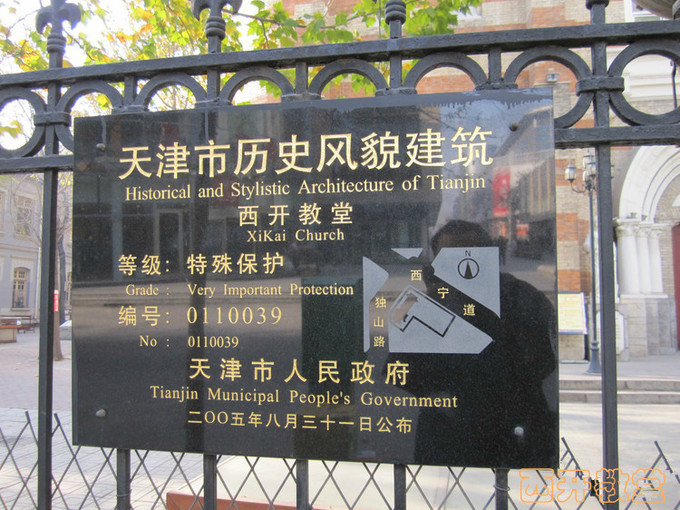 天津市历史风貌建筑
Historical and Stylistic Architecture of Tianjin
西开教堂
XiKai Church
等级：特殊保护
Grade : Very Important Protection
编号：0110039
No : 0110039
N
西宁道
独山路
天津市人民政府
Tianjin Municipal People's Government
二〇〇五年八月三十一日公布
西开教堂